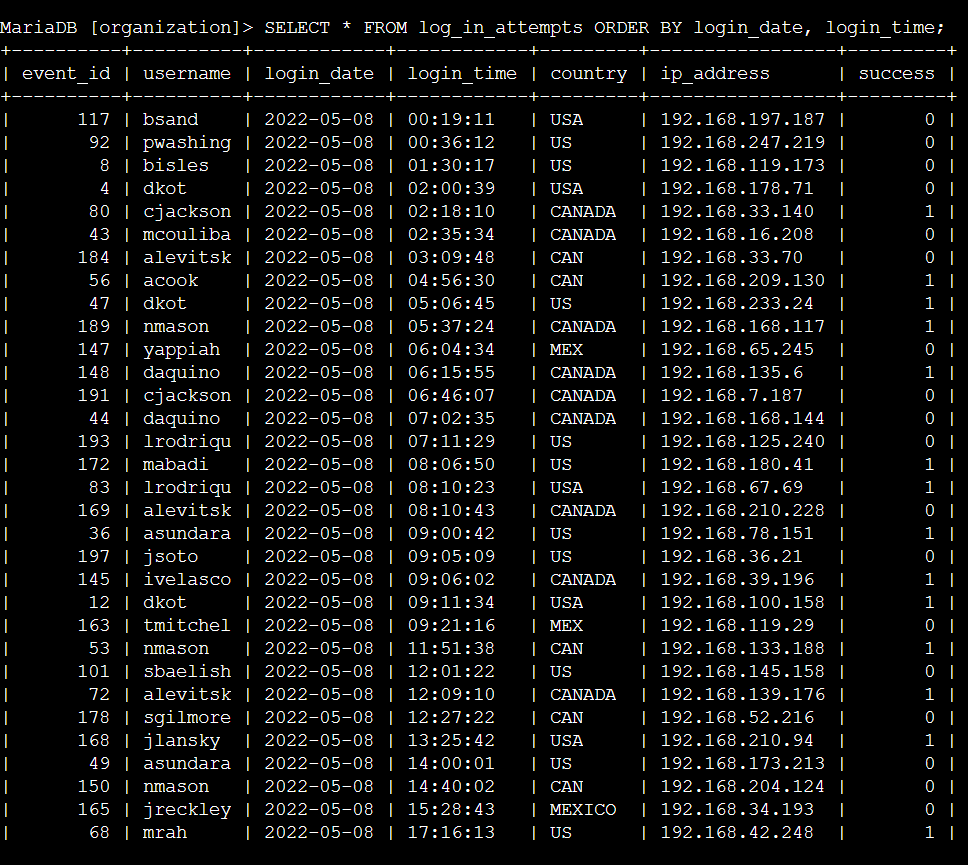 MariaDB [organization]> SELECT * FROM log_in_attempts ORDER BY login_date, login_time;
+----------+----------+------------+------------+---------+-----------------+---------+
| event_id | username | login_date | login_time | country | ip_address      | success |
+----------+----------+------------+------------+---------+-----------------+---------+
|      117 | bsand    | 2022-05-08 | 00:19:11   | USA     | 192.168.197.187 |       0 |
|       92 | pwashing | 2022-05-08 | 00:36:12   | US      | 192.168.247.219 |       0 |
|        8 | bisles   | 2022-05-08 | 01:30:17   | US      | 192.168.119.173 |       0 |
|        4 | dkot     | 2022-05-08 | 02:00:39   | USA     | 192.168.178.71  |       0 |
|       80 | cjackson | 2022-05-08 | 02:18:10   | CANADA  | 192.168.33.140  |       1 |
|       43 | mcouliba | 2022-05-08 | 02:35:34   | CANADA  | 192.168.16.208  |       0 |
|      184 | alevitsk | 2022-05-08 | 03:09:48   | CAN     | 192.168.33.70   |       0 |
|       56 | acook    | 2022-05-08 | 04:56:30   | CAN     | 192.168.209.130 |       1 |
|       47 | dkot     | 2022-05-08 | 05:06:45   | US      | 192.168.233.24  |       1 |
|      189 | nmason   | 2022-05-08 | 05:37:24   | CANADA  | 192.168.168.117 |       1 |
|      147 | yappiah  | 2022-05-08 | 06:04:34   | MEX     | 192.168.65.245  |       0 |
|      148 | daquino  | 2022-05-08 | 06:15:55   | CANADA  | 192.168.135.6   |       1 |
|      191 | cjackson | 2022-05-08 | 06:46:07   | CANADA  | 192.168.7.187   |       0 |
|       44 | daquino  | 2022-05-08 | 07:02:35   | CANADA  | 192.168.168.144 |       0 |
|      193 | lrodriqu | 2022-05-08 | 07:11:29   | US      | 192.168.125.240 |       0 |
|      172 | mabadi   | 2022-05-08 | 08:06:50   | US      | 192.168.180.41  |       1 |
|       83 | lrodriqu | 2022-05-08 | 08:10:23   | USA     | 192.168.67.69   |       1 |
|      169 | alevitsk | 2022-05-08 | 08:10:43   | CANADA  | 192.168.210.228 |       0 |
|       36 | asundara | 2022-05-08 | 09:00:42   | US      | 192.168.78.151  |       1 |
|      197 | jsoto    | 2022-05-08 | 09:05:09   | US      | 192.168.36.21   |       0 |
|      145 | ivelasco | 2022-05-08 | 09:06:02   | CANADA  | 192.168.39.196  |       1 |
|       12 | dkot     | 2022-05-08 | 09:11:34   | USA     | 192.168.100.158 |       1 |
|      163 | tmitchel | 2022-05-08 | 09:21:16   | MEX     | 192.168.119.29  |       0 |
|       53 | nmason   | 2022-05-08 | 11:51:38   | CAN     | 192.168.133.188 |       1 |
|      101 | sbaelish | 2022-05-08 | 12:01:22   | US      | 192.168.145.158 |       0 |
|       72 | alevitsk | 2022-05-08 | 12:09:10   | CANADA  | 192.168.139.176 |       1 |
|      178 | sgilmore | 2022-05-08 | 12:27:22   | CAN     | 192.168.52.216  |       0 |
|      168 | jlansky  | 2022-05-08 | 13:25:42   | USA     | 192.168.210.94  |       1 |
|       49 | asundara | 2022-05-08 | 14:00:01   | US      | 192.168.173.213 |       0 |
|      150 | nmason   | 2022-05-08 | 14:40:02   | CAN     | 192.168.204.124 |       0 |
|      165 | jreckley | 2022-05-08 | 15:28:43   | MEXICO  | 192.168.34.193  |       0 |
|       68 | mrah     | 2022-05-08 | 17:16:13   | US      | 192.168.42.248  |       1 |